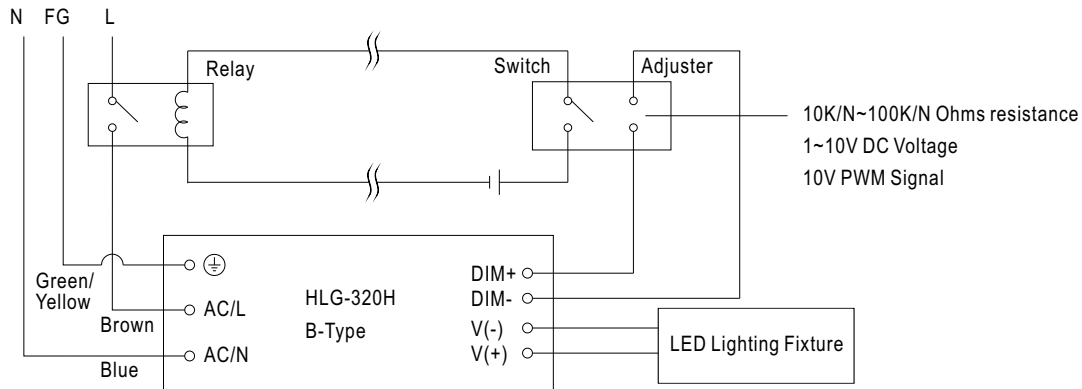 N FG L
Relay
Switch
Adjuster
10K/N~100K/N Ohms resistance
1~10V DC Voltage
10V PWM Signal
Green/
Yellow
Brown
Blue
AC/L
AC/N
HLG-320H
B-Type
DIM+
DIM-
V(-)
V(+)
LED Lighting Fixture